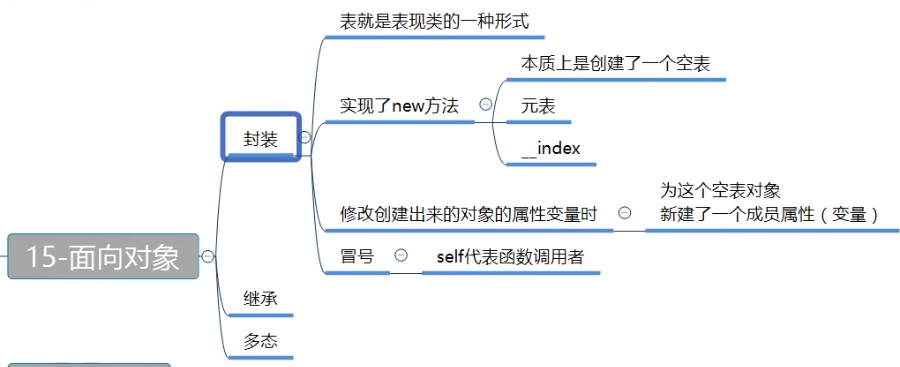 表就是表现类的一种形式
本质上是创建了一个空表
实现了new方法
元表
__index
封装
为这个空表对象
修改创建出来的对象的属性变量时
新建了一个成员属性（变量）
15-面向对象
冒号
self代表函数调用者
继承
多态